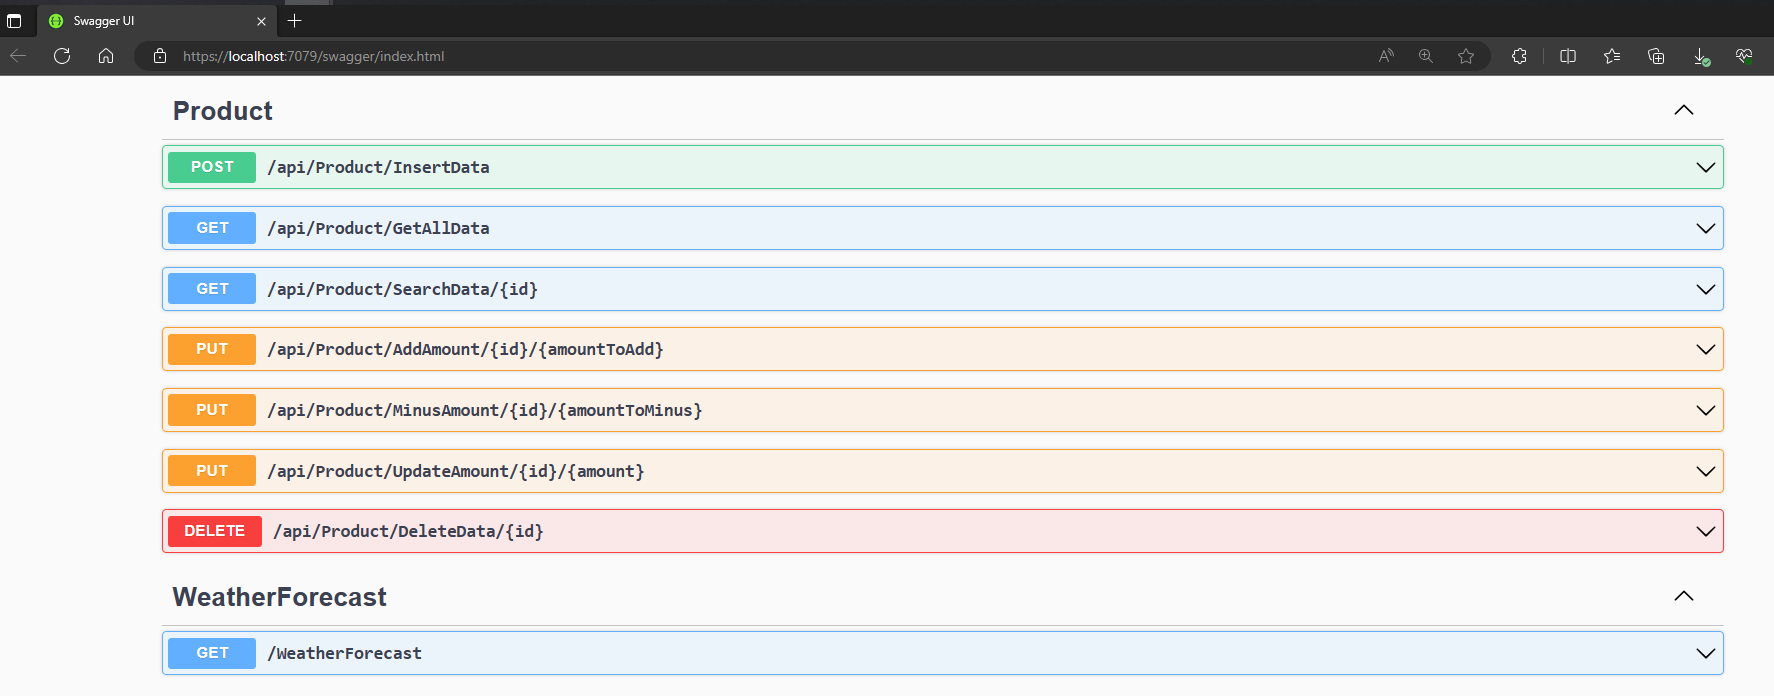 Swagger UI
https://localhost:7079/swagger/index.html
Product
POST /api/Product/InsertData
GET /api/Product/GetAllData
GET /api/Product/SearchData/{id}
PUT /api/Product/AddAmount/{id}/{amountToAdd}
PUT /api/Product/MinusAmount/{id}/{amountToMinus}
PUT /api/Product/UpdateAmount/{id}/{amount}
DELETE /api/Product/DeleteData/{id}
WeatherForecast
GET /WeatherForecast